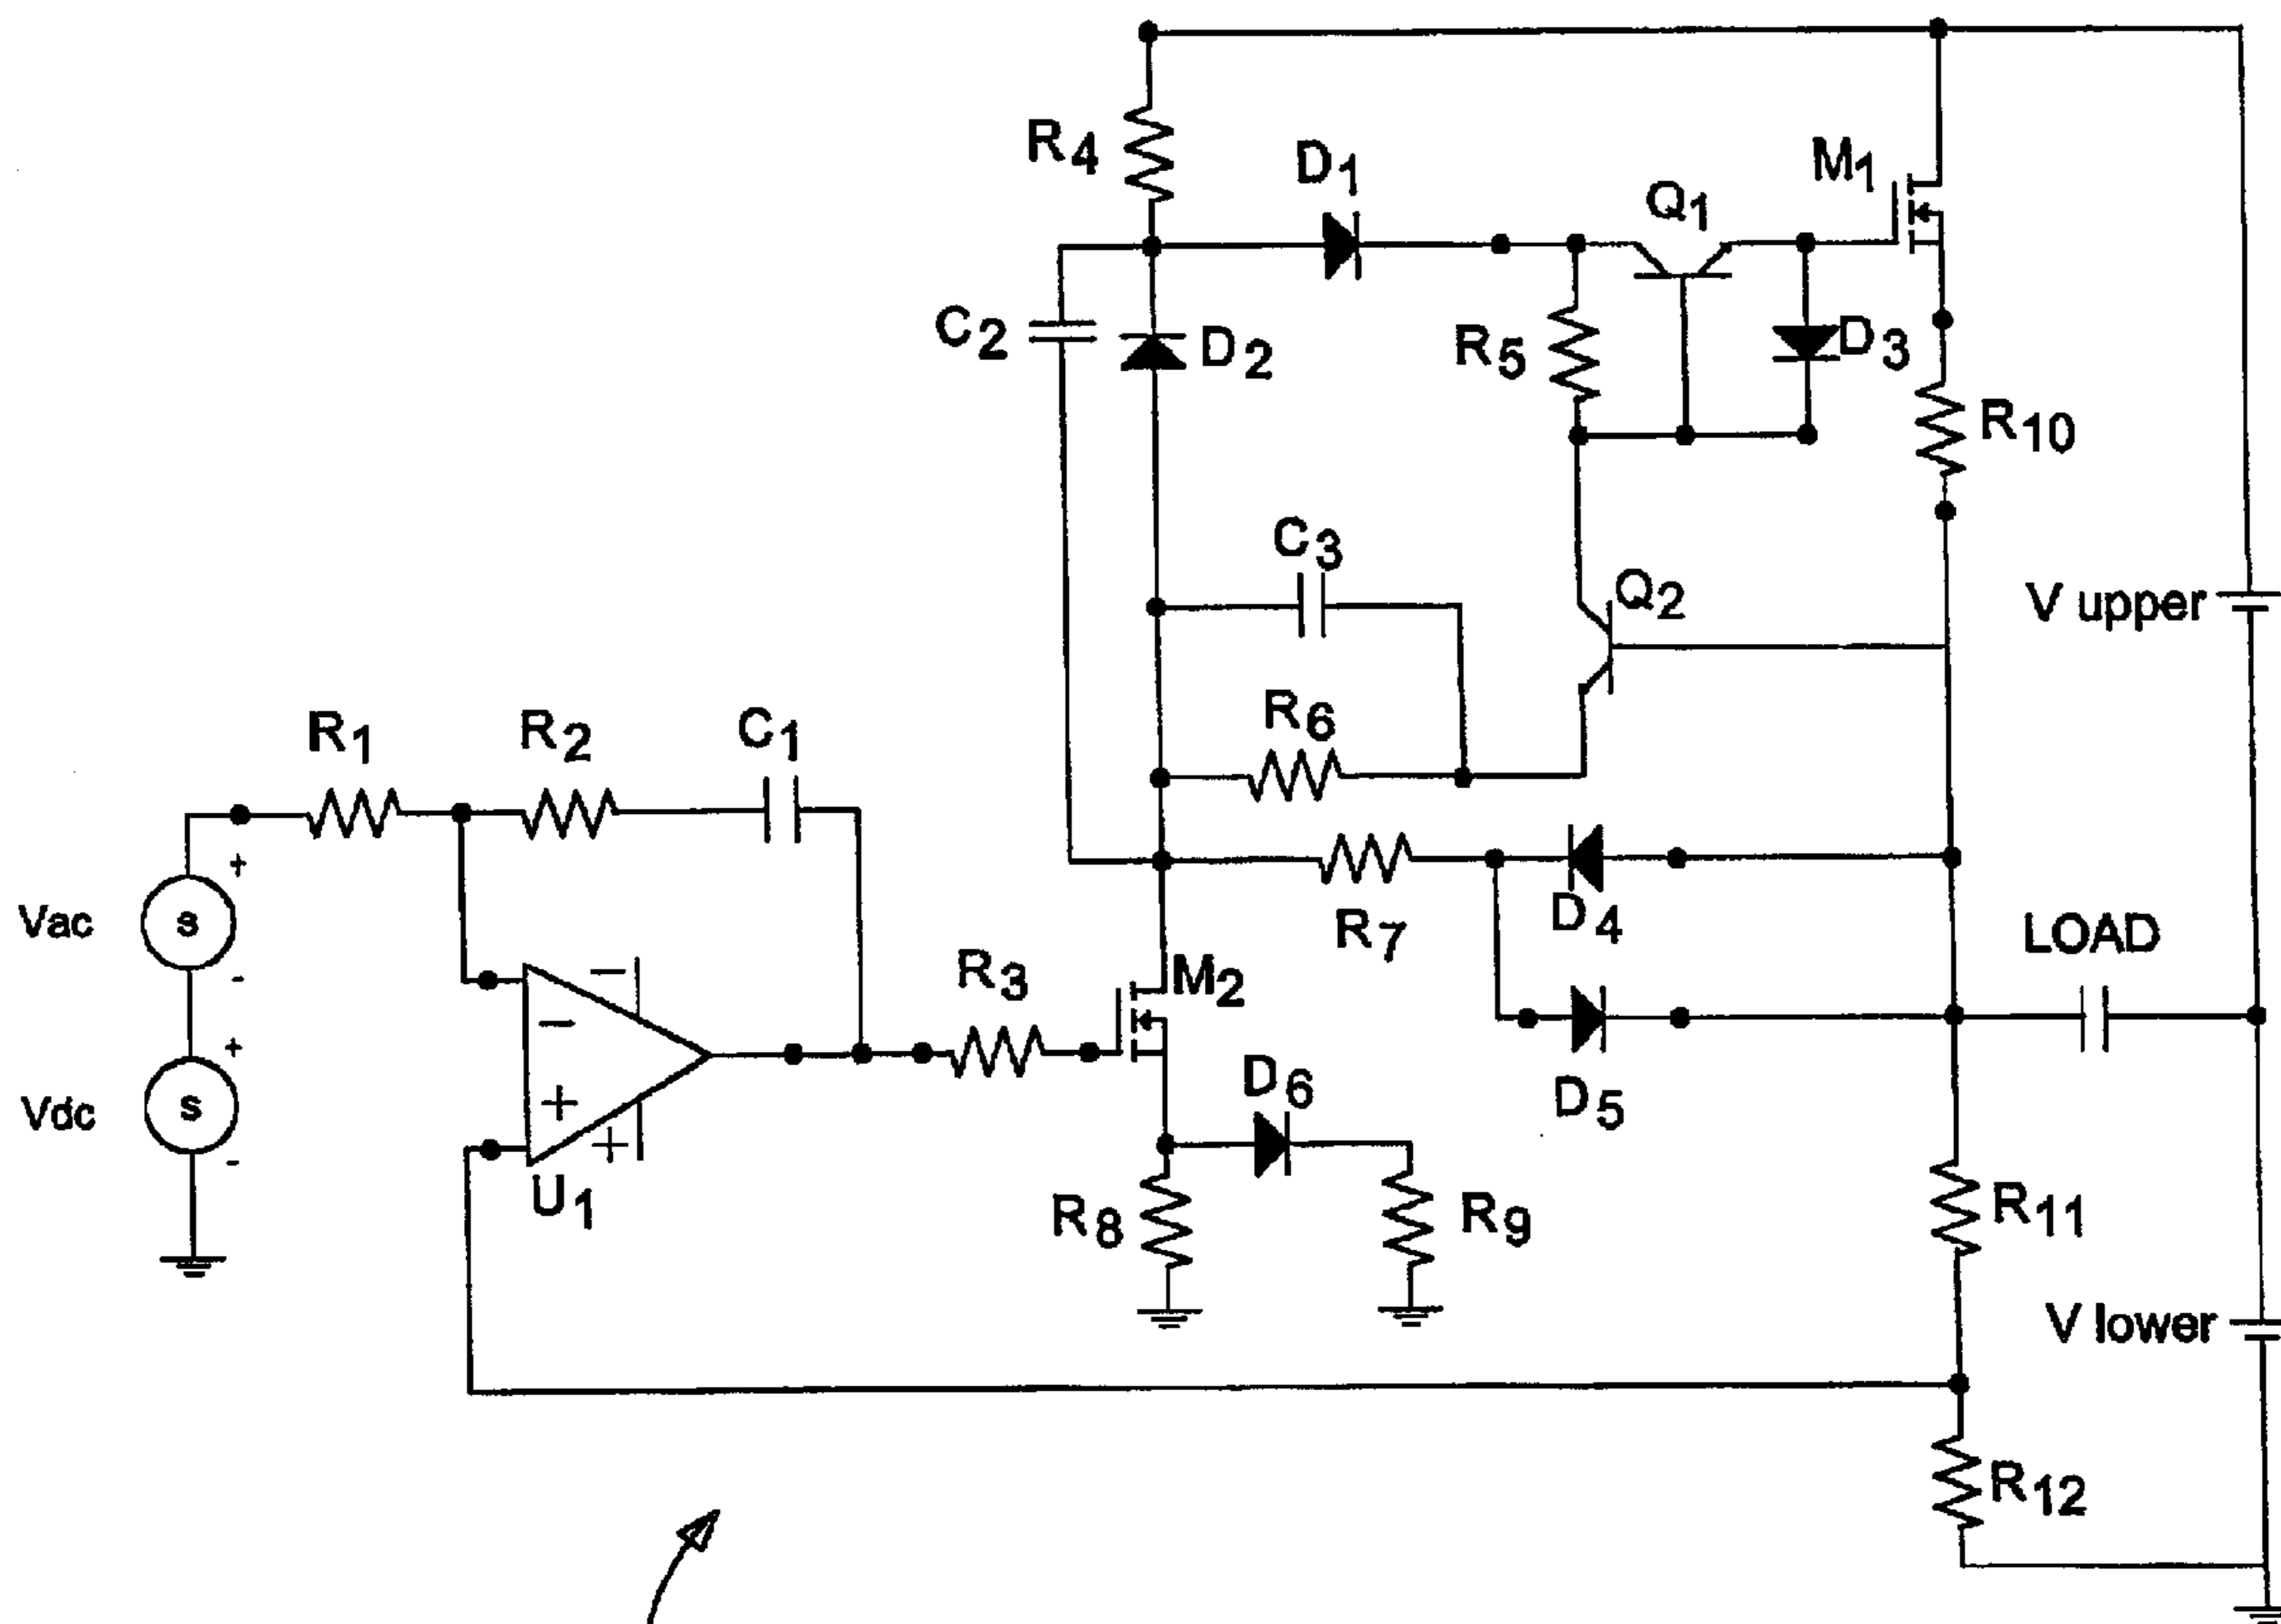 R4
D1
Q1
M1
C2
D2
R5
D3
R10
C3
Q2
V upper
R1
R2
C1
R6
+
Vac
s
-
D4
R7
LOAD
R3
M2
-
-
+
Vdc
s
-
+
+
U1
D6
D5
R8
R9
R11
V lower
R12